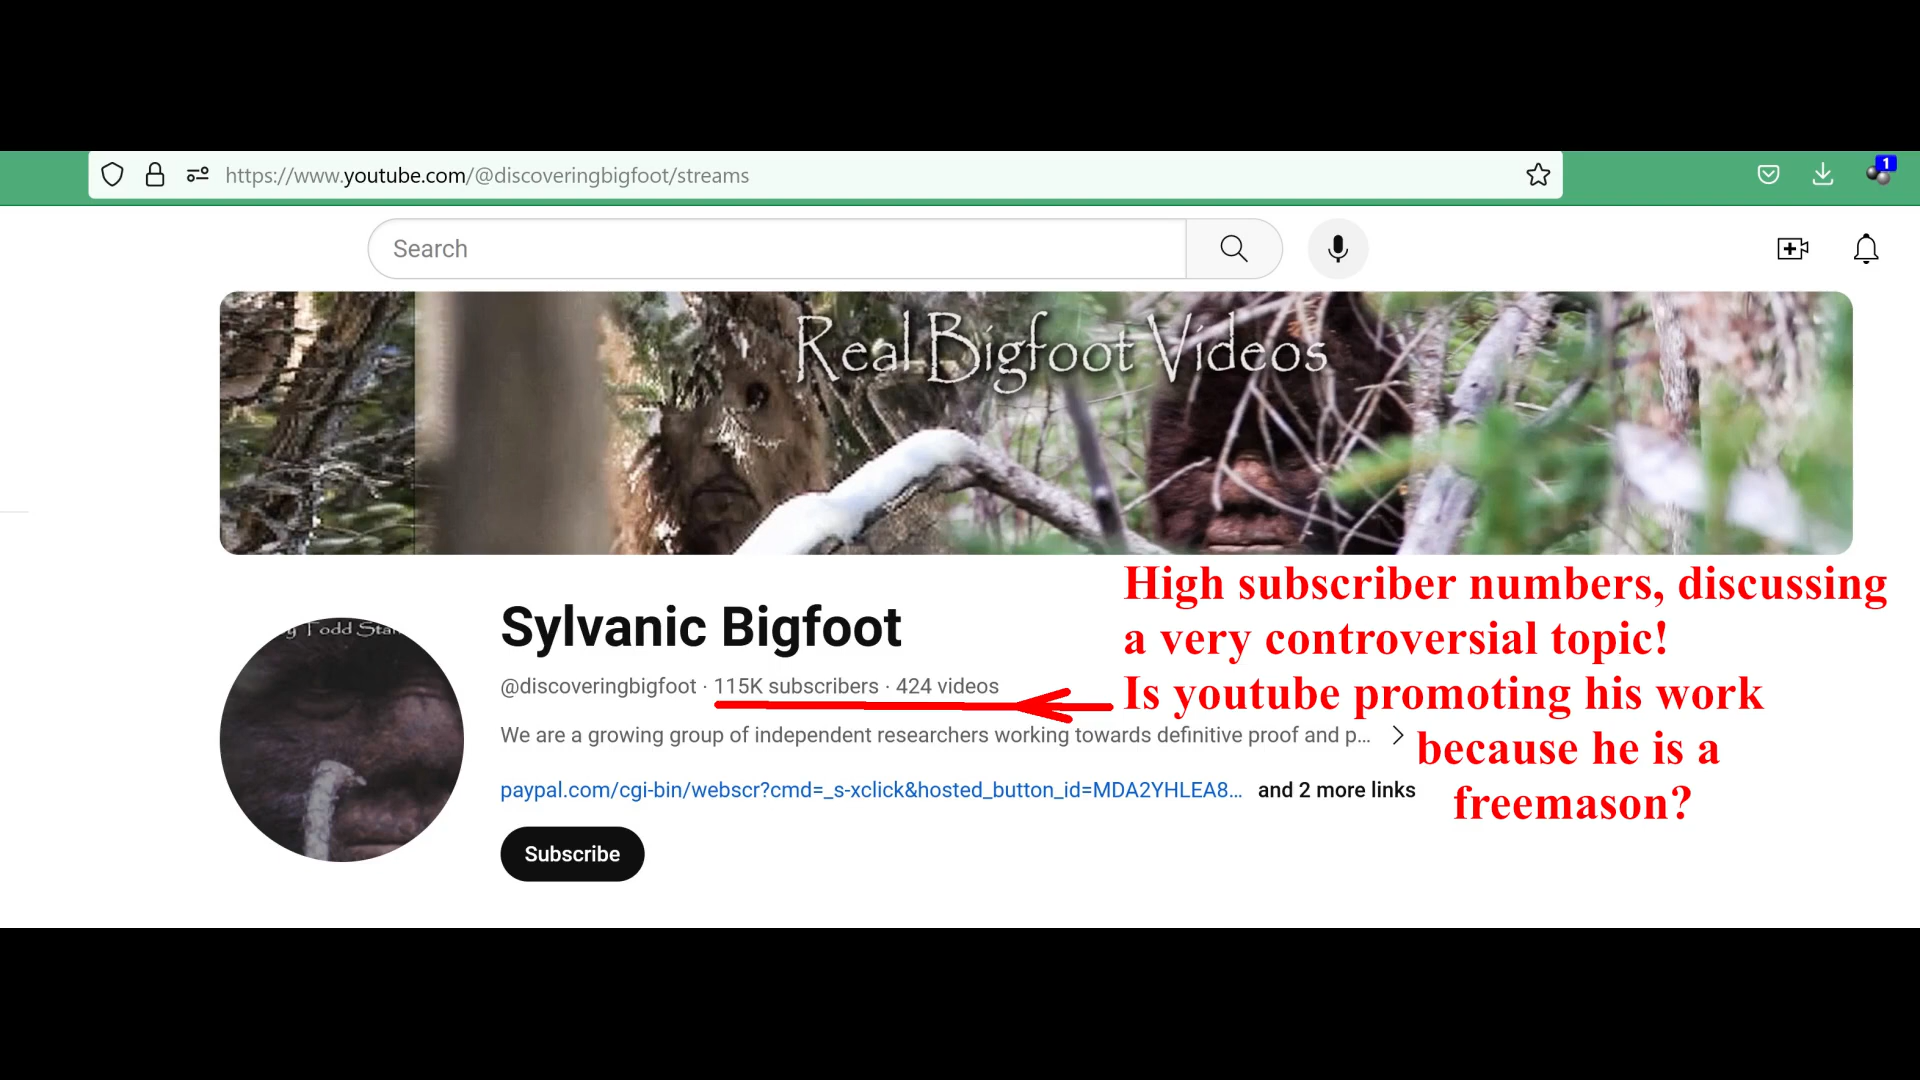 1
https://www.youtube.com/@discoveringbigfoot/streams
Search
Real Bigfoot Videos
y Todd Stan
Sylvanic Bigfoot
@discoveringbigfoot · 115K subscribers · 424 videos
We are a growing group of independent researchers working towards definitive proof and p...
paypal.com/cgi-bin/webscr?cmd=_s-xclick&hosted_button_id=MDA2YHLEA8... and 2 more links
Subscribe
High subscriber numbers, discussing
a very controversial topic!
Is youtube promoting his work
because he is a
freemason?